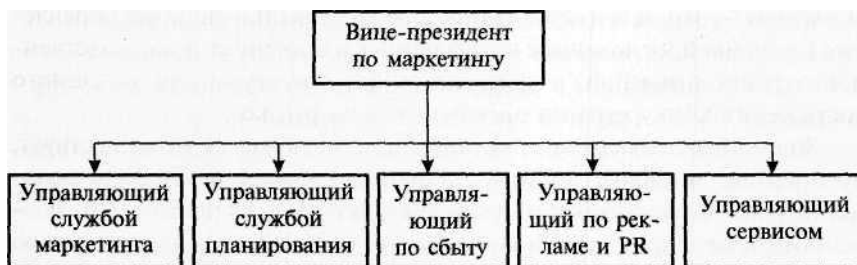 Вице-президент
по маркетингу
Управляющий
службой
маркетинга
Управляющий
службой
планирования
Управля-
ющий
по сбыту
Управляю-
щий по рек-
ламе и PR
Управляющий
сервисом